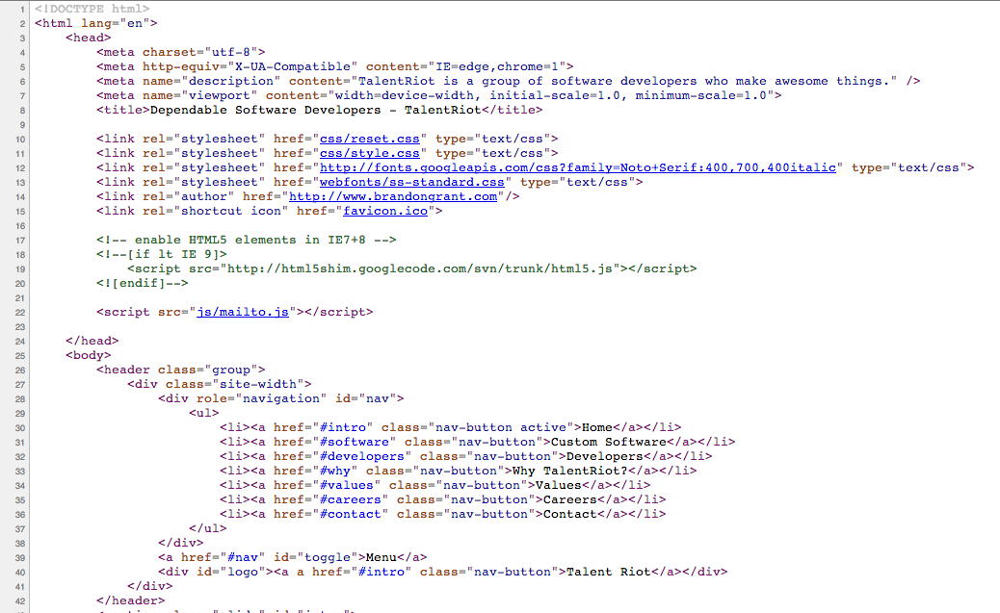 1 <!DOCTYPE html>
2 <html lang="en">
3     <head>
4         <meta charset="utf-8">
5         <meta http-equiv="X-UA-Compatible" content="IE=edge,chrome=1">
6         <meta name="description" content="TalentRiot is a group of software developers who make awesome things." />
7         <meta name="viewport" content="width=device-width, initial-scale=1.0, minimum-scale=1.0">
8         <title>Dependable Software Developers - TalentRiot</title>
9
10         <link rel="stylesheet" href="css/reset.css" type="text/css">
11         <link rel="stylesheet" href="css/style.css" type="text/css">
12         <link rel="stylesheet" href="http://fonts.googleapis.com/css?family=Noto+Serif:400,700,400italic" type="text/css">
13         <link rel="stylesheet" href="webfonts/ss-standard.css" type="text/css">
14         <link rel="author" href="http://www.brandongrant.com"/>
15         <link rel="shortcut icon" href="favicon.ico">
16
17         <!-- enable HTML5 elements in IE7+8 -->
18         <!--[if lt IE 9]>
19             <script src="http://html5shim.googlecode.com/svn/trunk/html5.js"></script>
20         <![endif]-->
21
22         <script src="js/mailto.js"></script>
23
24     </head>
25     <body>
26         <header class="group">
27             <div class="site-width">
28                 <div role="navigation" id="nav">
29                     <ul>
30                         <li><a href="#intro" class="nav-button active">Home</a></li>
31                         <li><a href="#software" class="nav-button">Custom Software</a></li>
32                         <li><a href="#developers" class="nav-button">Developers</a></li>
33                         <li><a href="#why" class="nav-button">Why TalentRiot?</a></li>
34                         <li><a href="#values" class="nav-button">Values</a></li>
35                         <li><a href="#careers" class="nav-button">Careers</a></li>
36                         <li><a href="#contact" class="nav-button">Contact</a></li>
37                     </ul>
38                 </div>
39                 <a href="#nav" id="toggle">Menu</a>
40                 <div id="logo"><a a href="#intro" class="nav-button">Talent Riot</a></div>
41             </div>
42         </header>